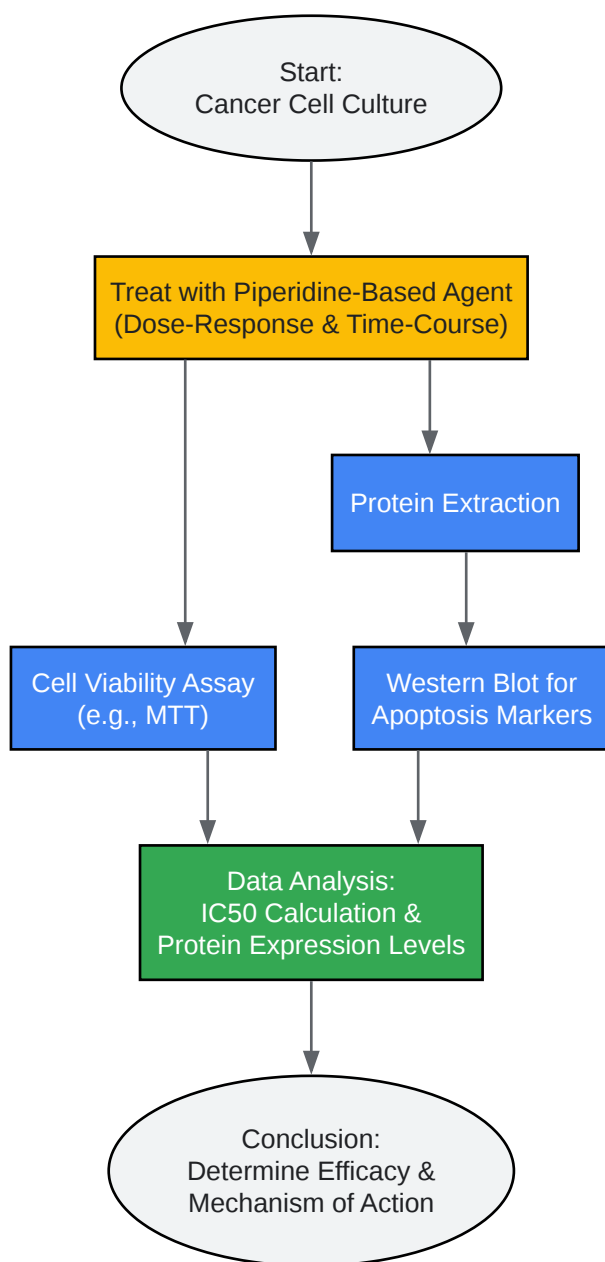 Start:
Cancer Cell Culture
Treat with Piperidine-Based Agent
(Dose-Response & Time-Course)
Protein Extraction
Cell Viability Assay
(e.g., MTT)
Western Blot for
Apoptosis Markers
Data Analysis:
IC50 Calculation &
Protein Expression Levels
Conclusion:
Determine Efficacy &
Mechanism of Action